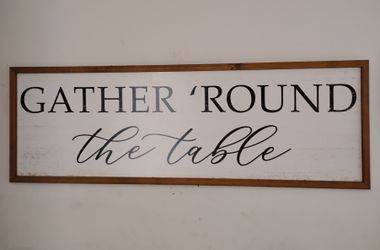 GATHER ‘ROUND
the table